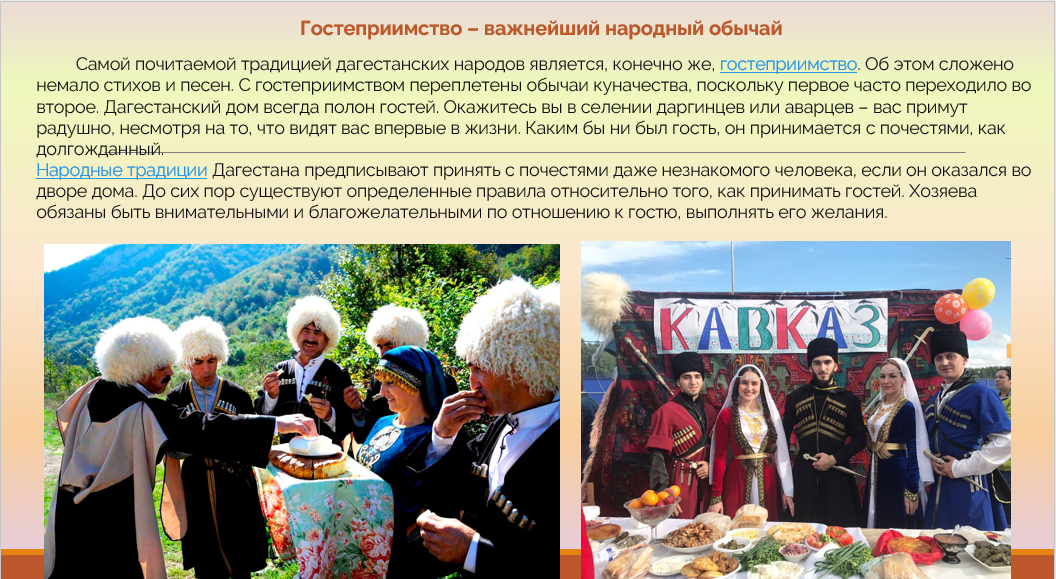 Гостеприимство – важнейший народный обычай
Самой почитаемой традицией дагестанских народов является, конечно же, гостеприимство. Об этом сложено
немало стихов и песен. С гостеприимством переплетены обычаи куначества, поскольку первое часто переходило во
второе. Дагестанский дом всегда полон гостей. Окажитесь вы в селении даргинцев или аварцев – вас примут
радушно, несмотря на то, что видят вас впервые в жизни. Каким бы ни был гость, он принимается с почестями, как
долгожданный.
Народные традиции Дагестана предписывают принять с почестями даже незнакомого человека, если он оказался во
дворе дома. До сих пор существуют определенные правила относительно того, как принимать гостей. Хозяева
обязаны быть внимательными и благожелательными по отношению к гостю, выполнять его желания.
КАВКАЗ